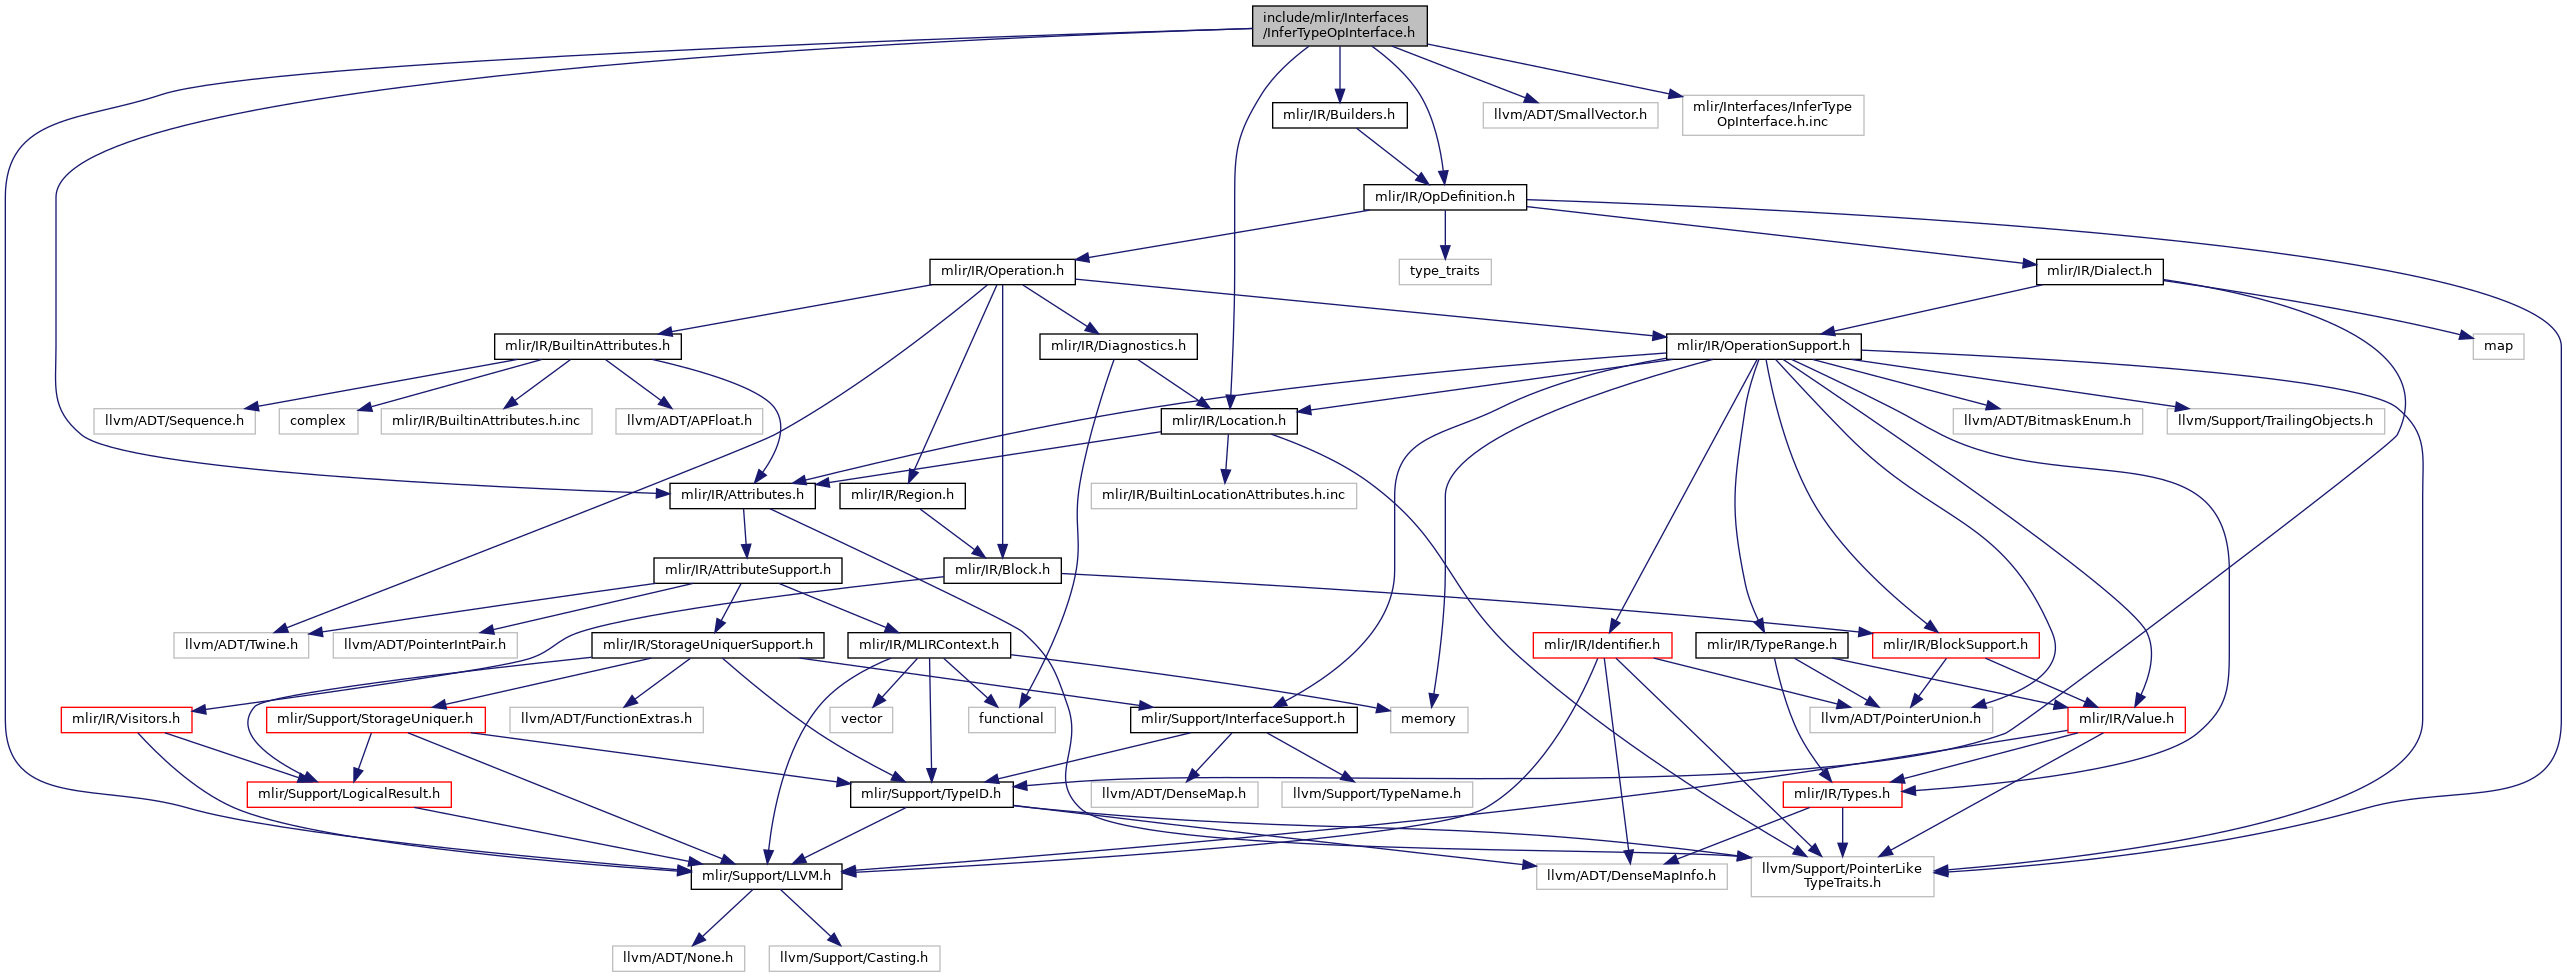 include/mlir/Interfaces
/InferTypeOpInterface.h
mlir/IR/Builders.h
llvm/ADT/SmallVector.h
mlir/Interfaces/InferType
OpInterface.h.inc
mlir/IR/OpDefinition.h
mlir/IR/Operation.h
type_traits
mlir/IR/Dialect.h
mlir/IR/BuiltinAttributes.h
mlir/IR/Diagnostics.h
mlir/IR/OperationSupport.h
map
llvm/ADT/Sequence.h
complex
mlir/IR/BuiltinAttributes.h.inc
llvm/ADT/APFloat.h
mlir/IR/Location.h
llvm/ADT/BitmaskEnum.h
llvm/Support/TrailingObjects.h
mlir/IR/Attributes.h
mlir/IR/Region.h
mlir/IR/BuiltinLocationAttributes.h.inc
mlir/IR/AttributeSupport.h
mlir/IR/Block.h
llvm/ADT/Twine.h
llvm/ADT/PointerIntPair.h
mlir/IR/StorageUniquerSupport.h
mlir/IR/MLIRContext.h
mlir/IR/Identifier.h
mlir/IR/TypeRange.h
mlir/IR/BlockSupport.h
mlir/IR/Visitors.h
mlir/Support/StorageUniquer.h
llvm/ADT/FunctionExtras.h
vector
functional
mlir/Support/InterfaceSupport.h
memory
llvm/ADT/PointerUnion.h
mlir/IR/Value.h
mlir/Support/LogicalResult.h
mlir/Support/TypeID.h
llvm/ADT/DenseMap.h
llvm/Support/TypeName.h
mlir/IR/Types.h
mlir/Support/LLVM.h
llvm/ADT/DenseMapInfo.h
llvm/Support/PointerLike
TypeTraits.h
llvm/ADT/None.h
llvm/Support/Casting.h